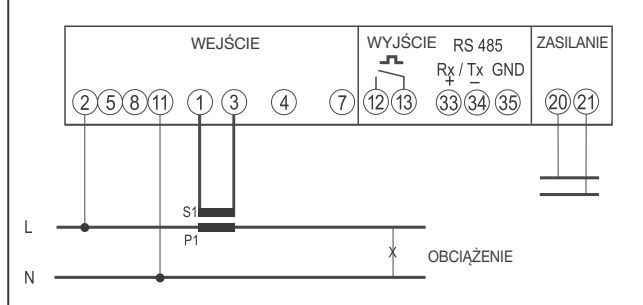 WEJŚCIE
WYJŚCIE RS 485
ZASILANIE
Rx / Tx GND
+ −
2 5 8 11 1 3 4 7 12 13 33 34 35 20 21
S1
L
P1
X OBCIĄŻENIE
N